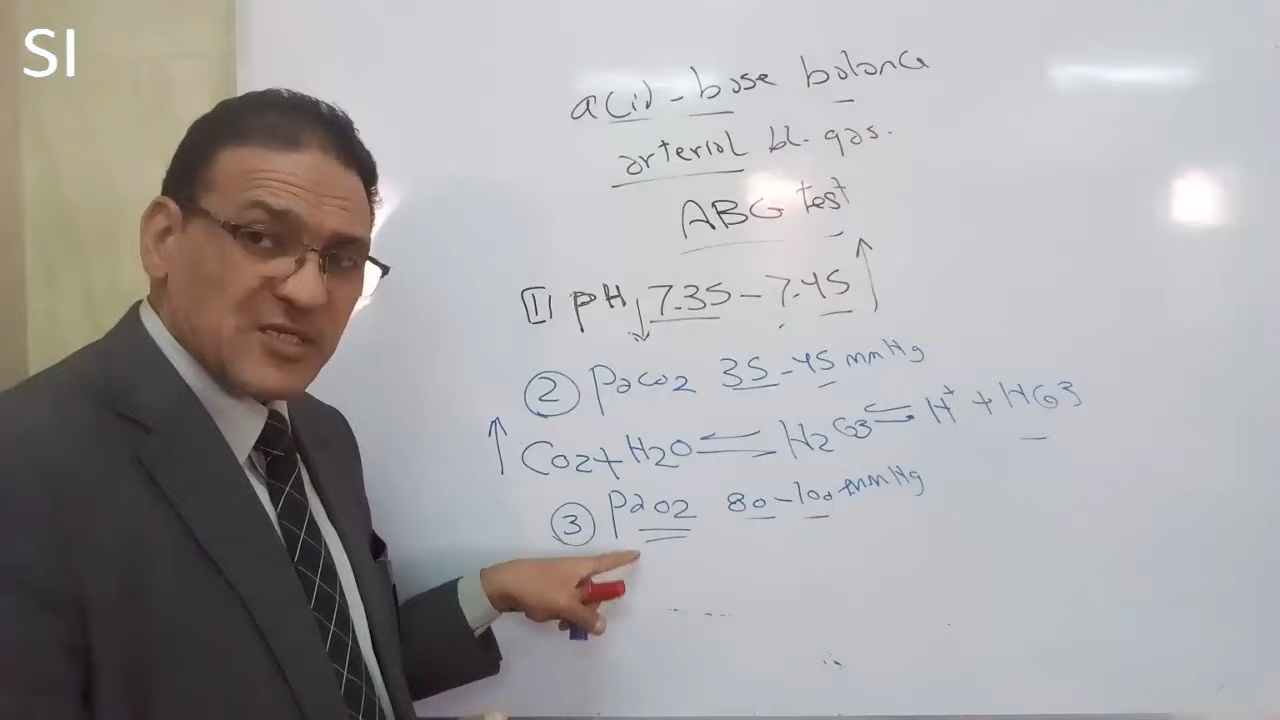 SI
acid-base balance
arterial bl. gas.
ABG test
1 pH ↓ 7.35 - 7.45 ↑
2 Paco2 35-45 mmHg
↑ Co2+H2O ⇌ H2Co3 ⇌ H+ + HCo3
3 Pao2 80-100 mmHg